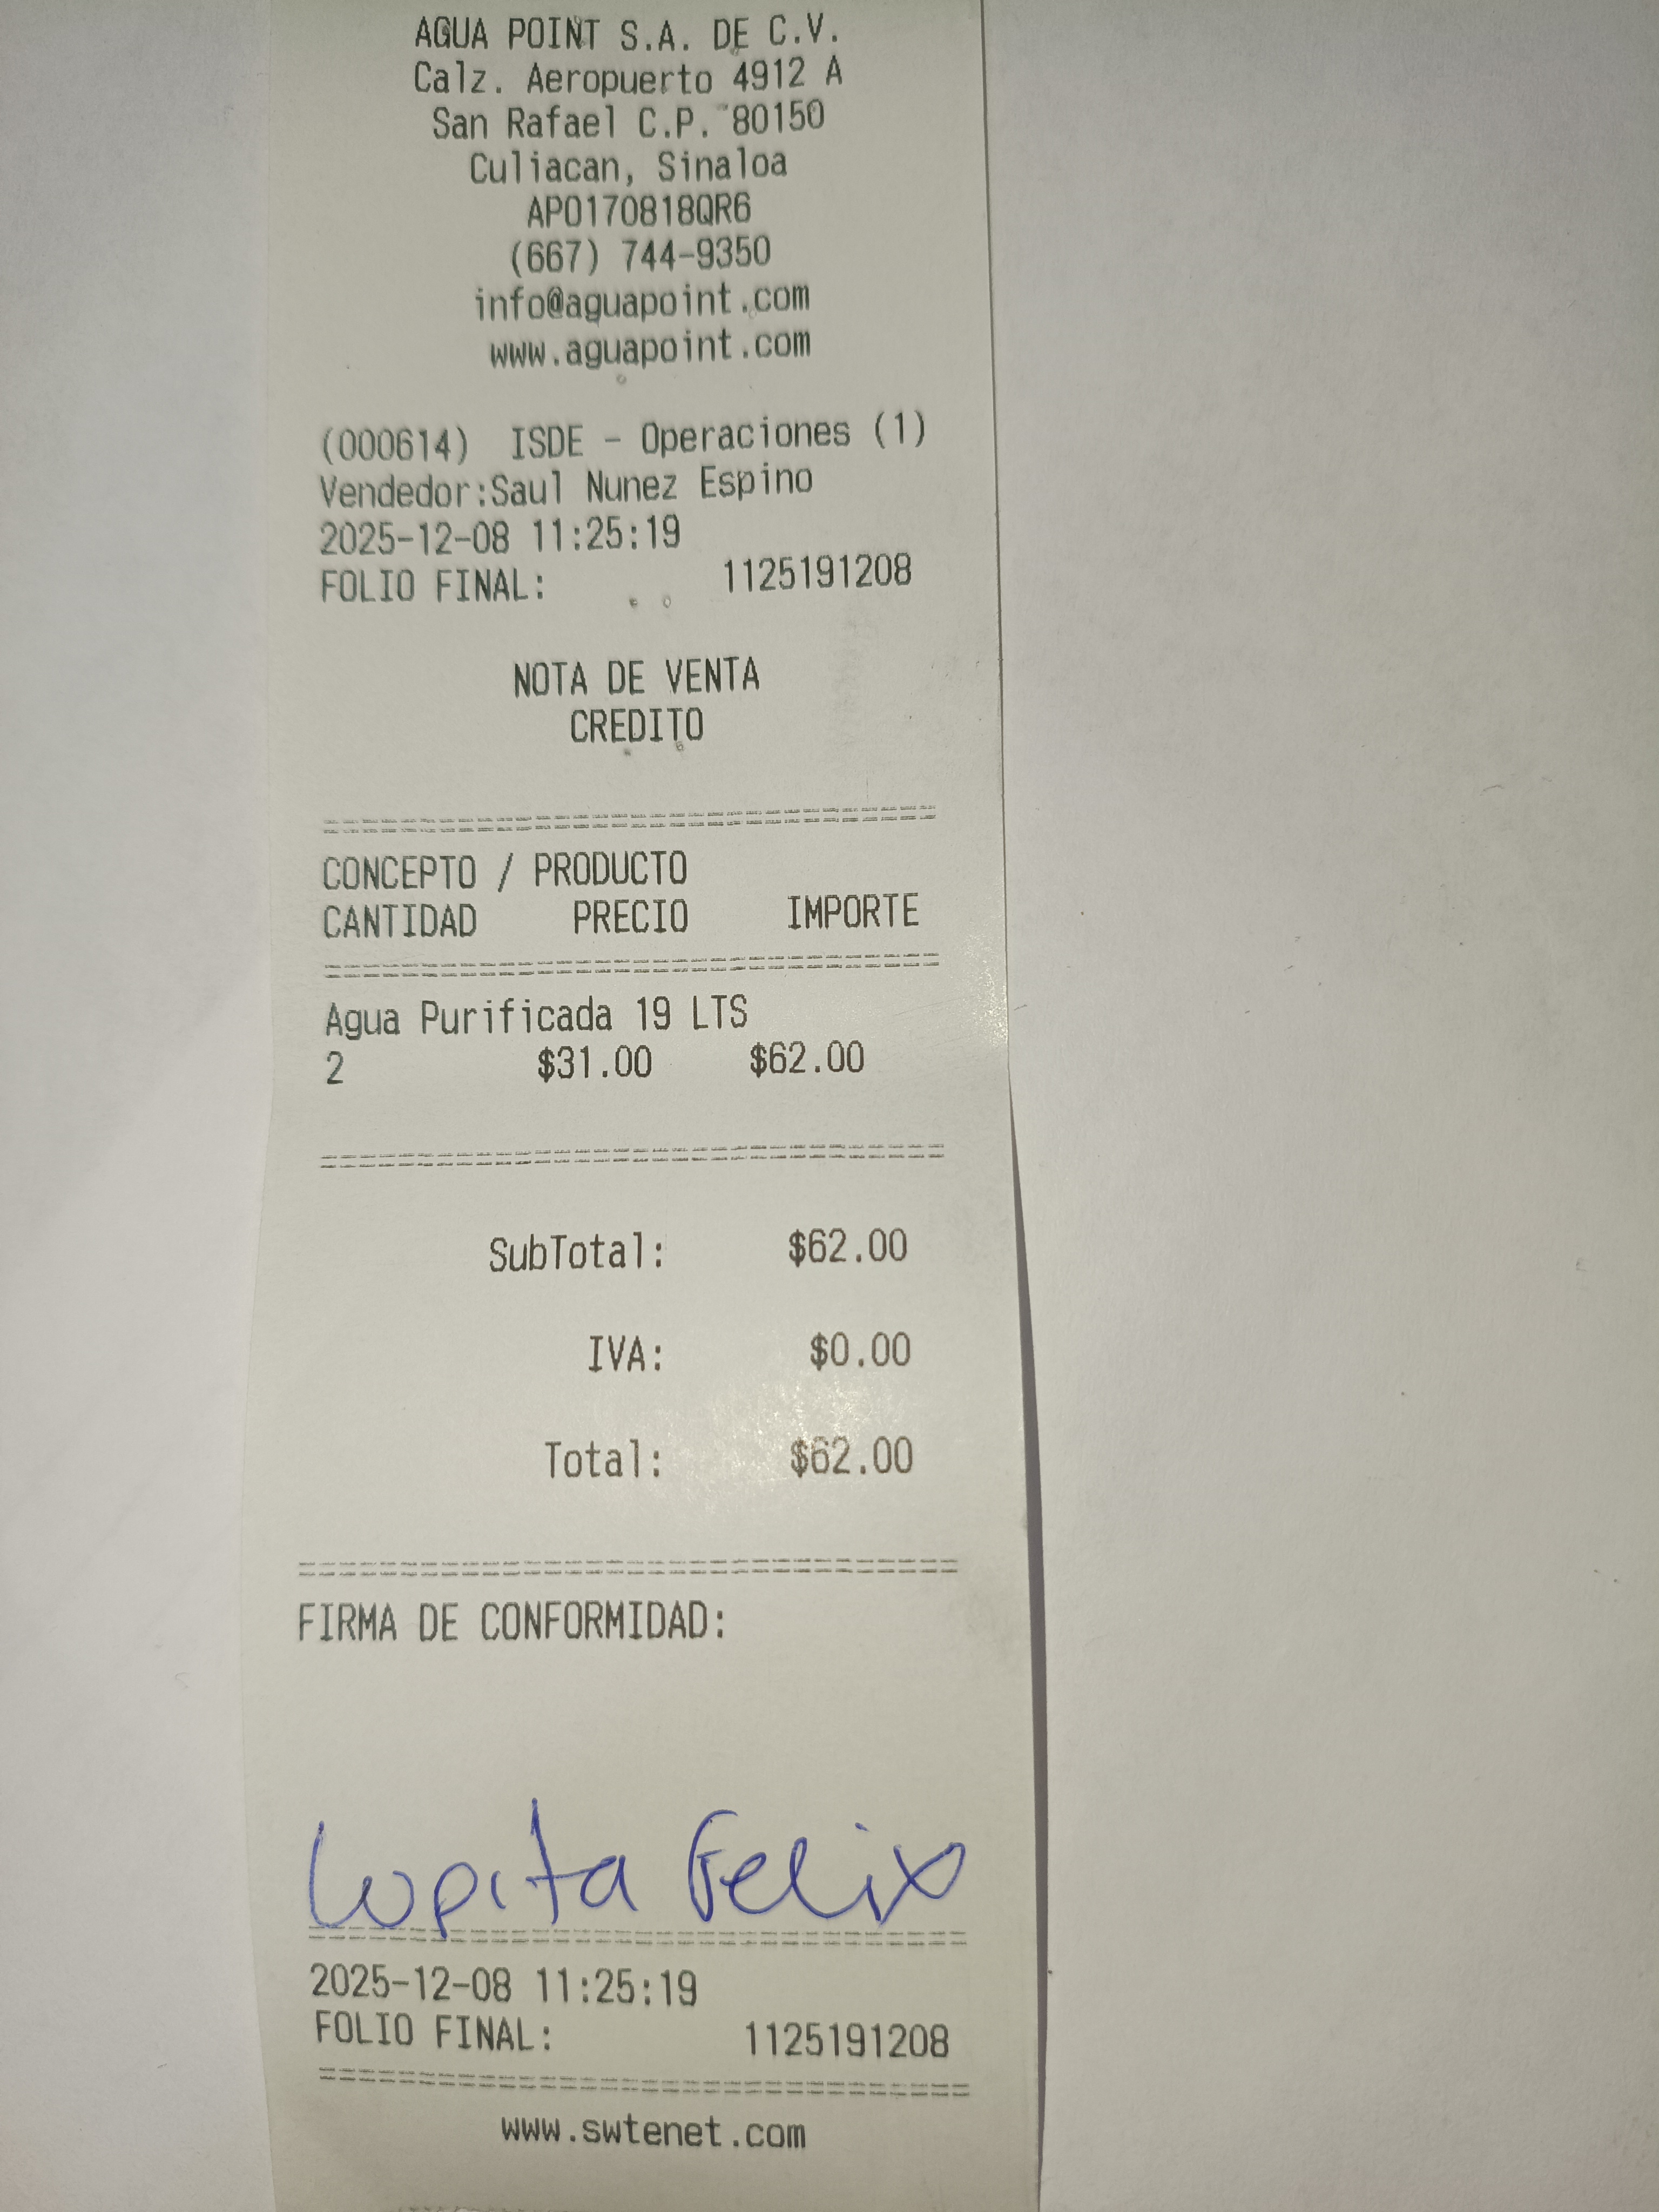 AGUA POINT S.A. DE C.V.
Calz. Aeropuerto 4912 A
San Rafael C.P. 80150
Culiacan, Sinaloa
APO170818QR6
(667) 744-9350
info@aguapoint.com
www.aguapoint.com
(000614) ISDE - Operaciones (1)
Vendedor:Saul Nunez Espino
2025-12-08 11:25:19
FOLIO FINAL: 1125191208
NOTA DE VENTA
CREDITO
CONCEPTO / PRODUCTO
CANTIDAD PRECIO IMPORTE
Agua Purificada 19 LTS
2 $31.00 $62.00
SubTotal: $62.00
IVA: $0.00
Total: $62.00
FIRMA DE CONFORMIDAD:
Lupita Felix
2025-12-08 11:25:19
FOLIO FINAL: 1125191208
www.swtenet.com